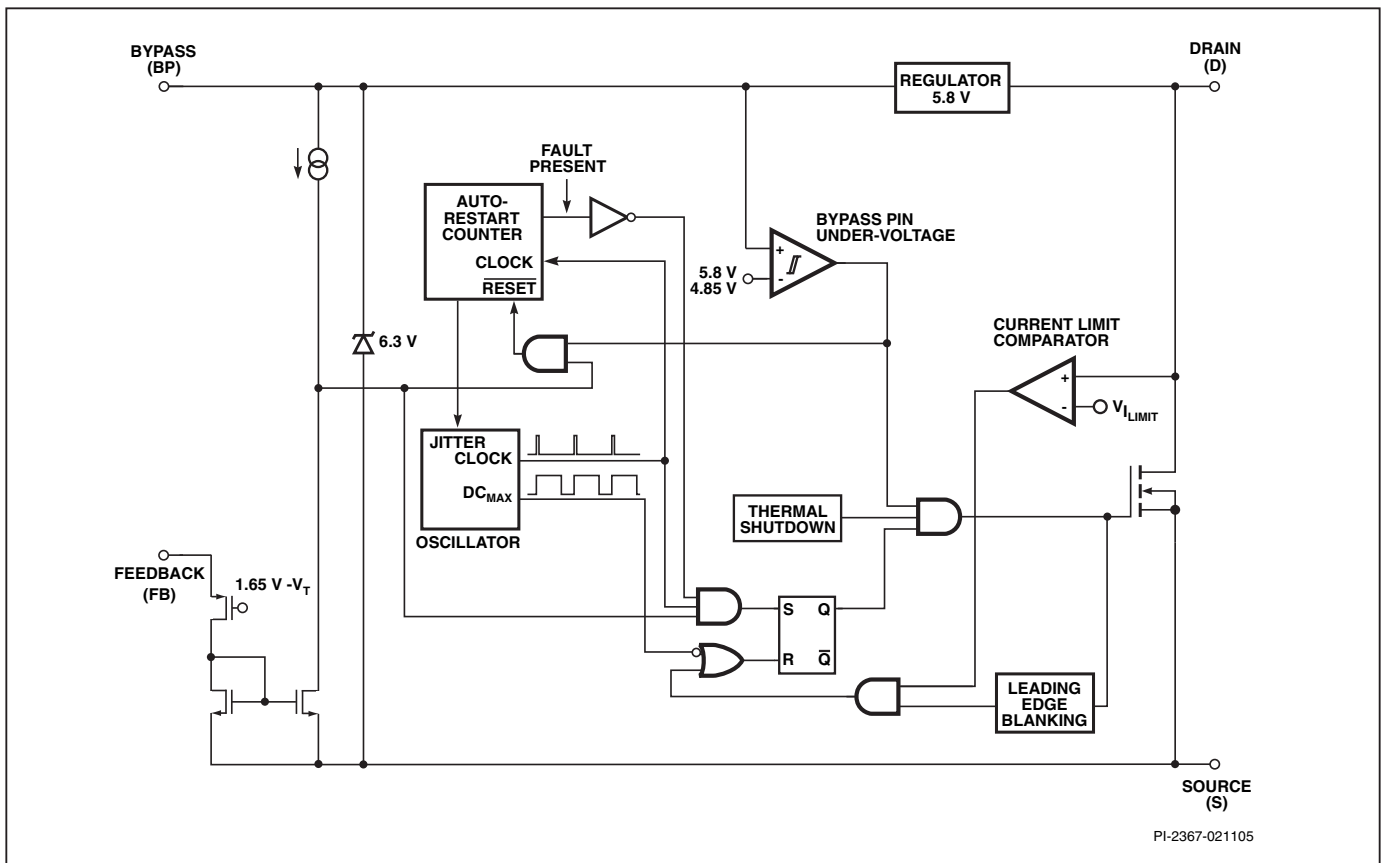 BYPASS
(BP)
DRAIN
(D)
REGULATOR
5.8 V
FAULT
PRESENT
AUTO-
RESTART
COUNTER
CLOCK
RESET
BYPASS PIN
UNDER-VOLTAGE
+
-
5.8 V
4.85 V
6.3 V
CURRENT LIMIT
COMPARATOR
+
-
VILIMIT
JITTER
CLOCK
DCMAX
OSCILLATOR
THERMAL
SHUTDOWN
FEEDBACK
(FB)
1.65 V -VT
S Q
R Q
LEADING
EDGE
BLANKING
SOURCE
(S)
PI-2367-021105